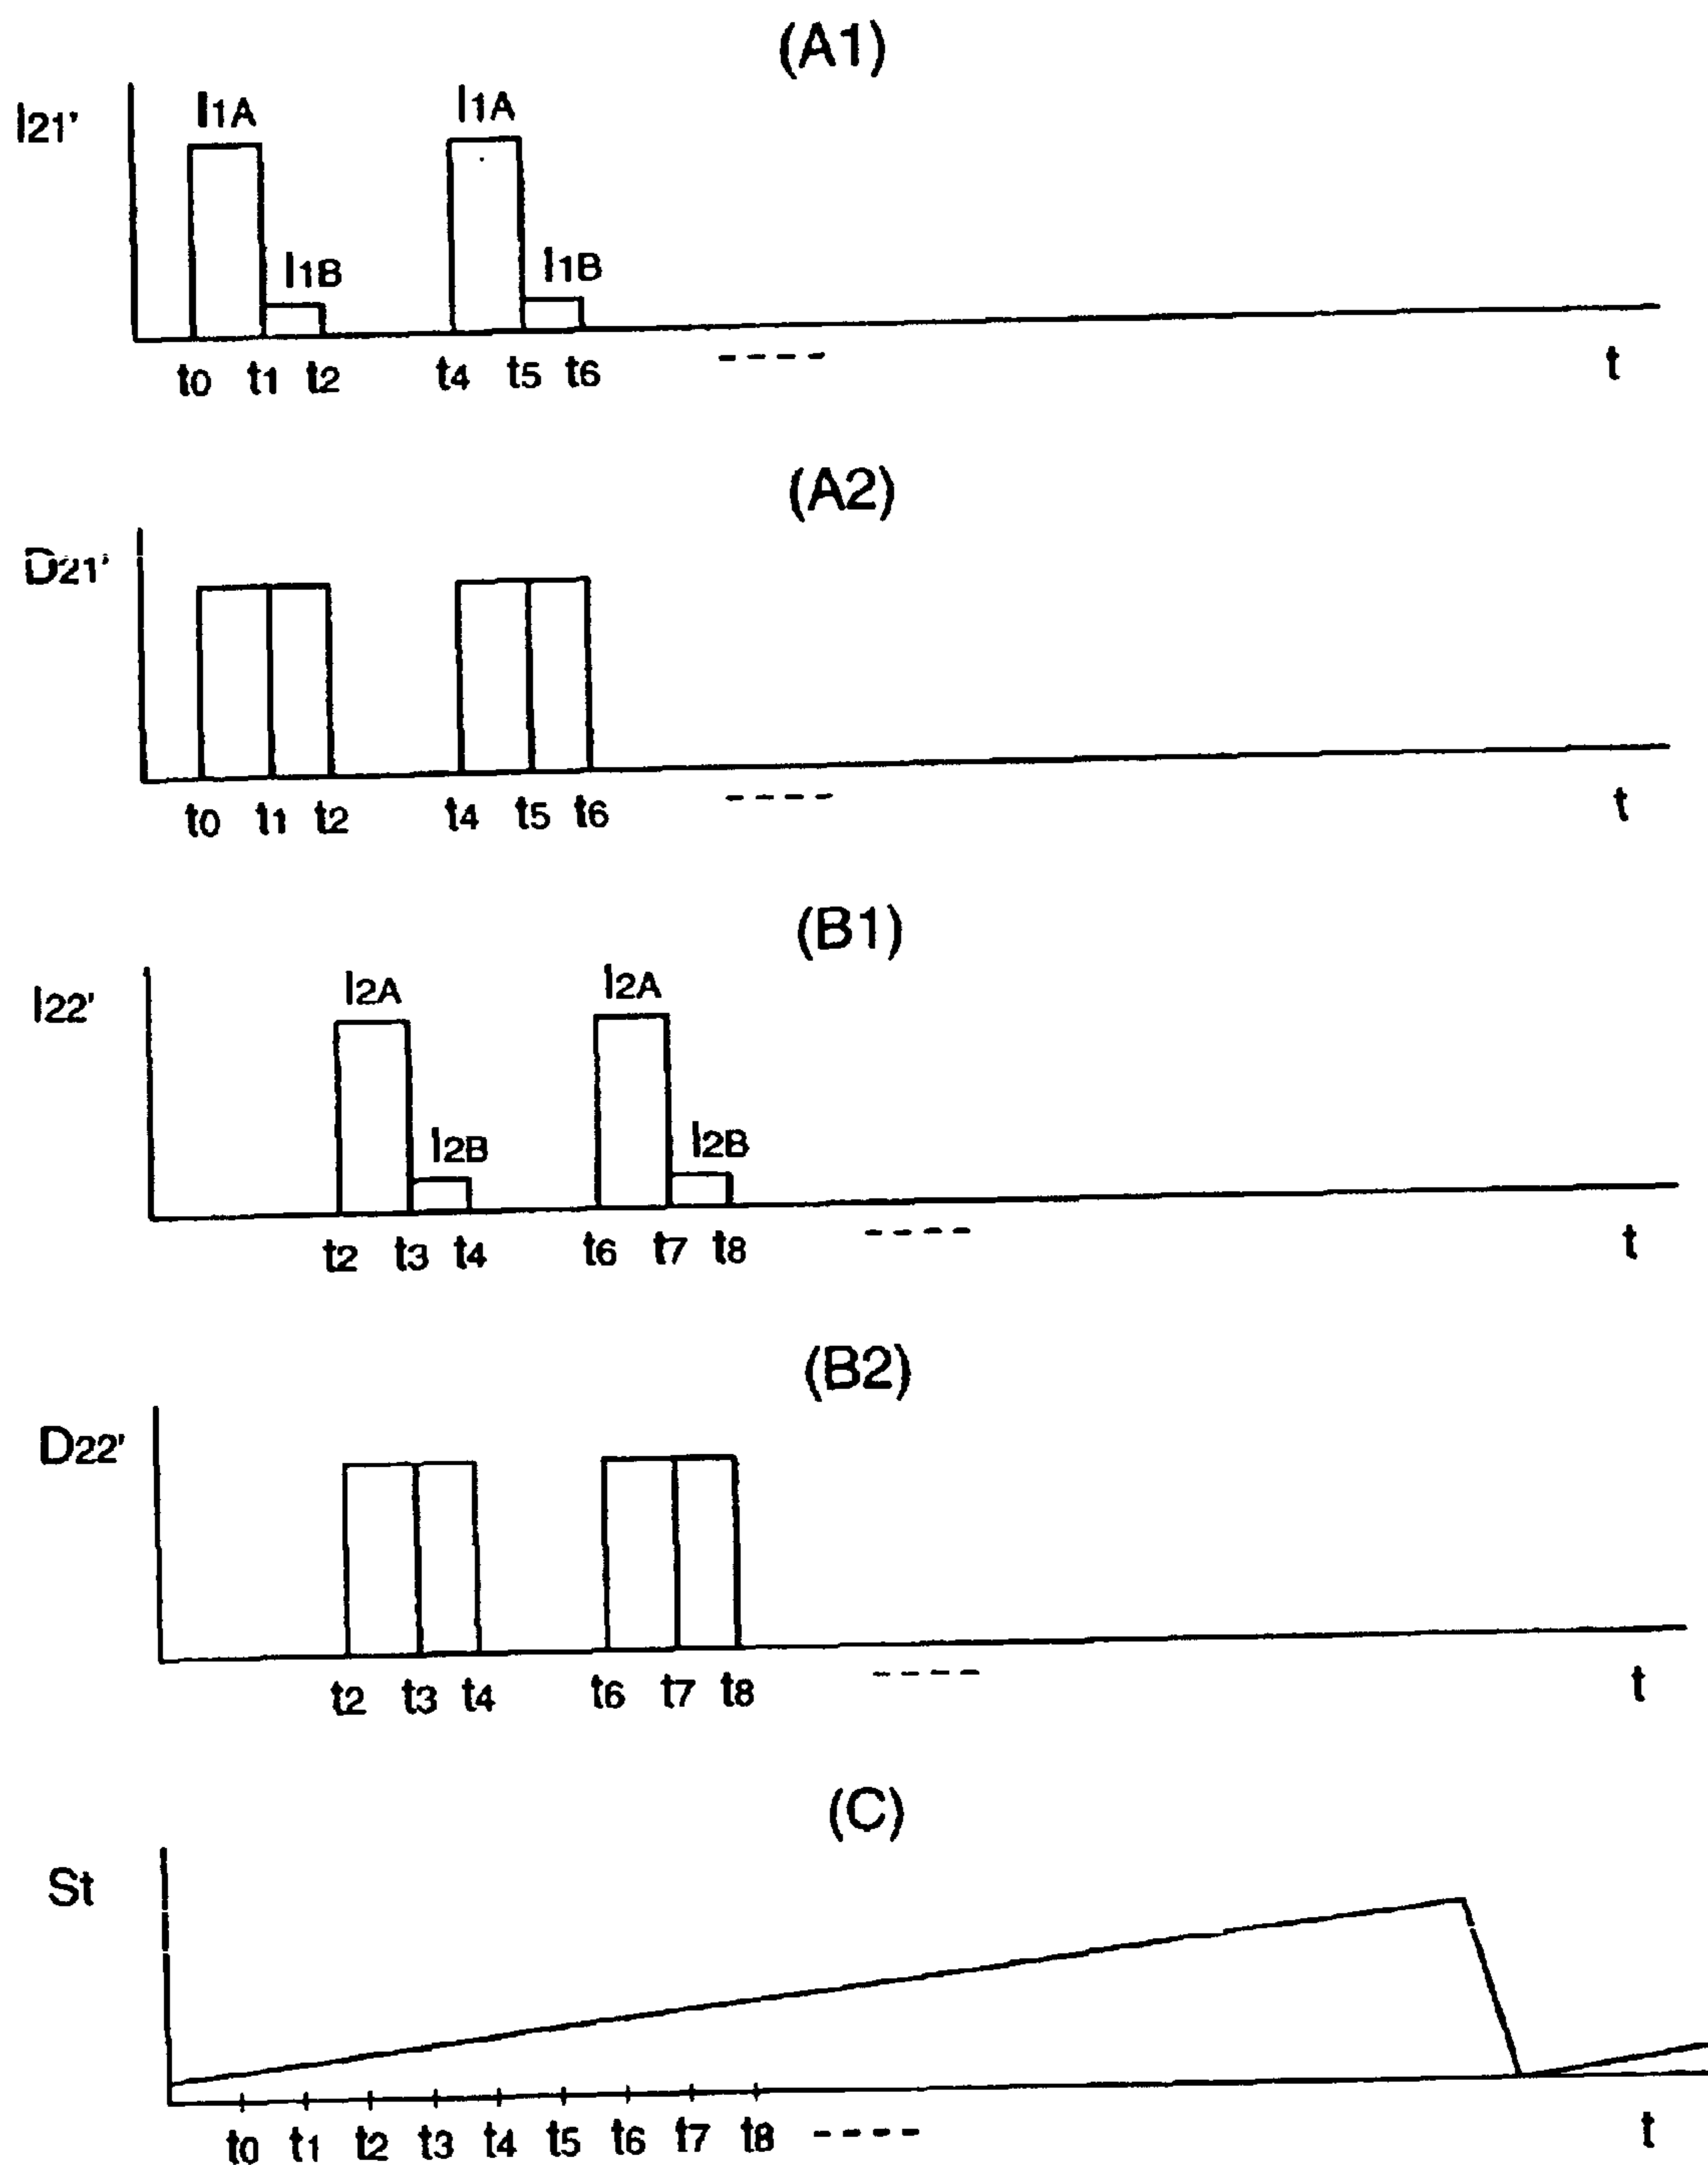 (A1)
I21'
I1A
I1A
I1B
I1B
t0 t1 t2 t4 t5 t6 ---- t
(A2)
D21'
t0 t1 t2 t4 t5 t6 ---- t
(B1)
I22'
I2A
I2A
I2B
I2B
t2 t3 t4 t6 t7 t8 ---- t
(B2)
D22'
t2 t3 t4 t6 t7 t8 ---- t
(C)
St
t0 t1 t2 t3 t4 t5 t6 t7 t8 ---- t